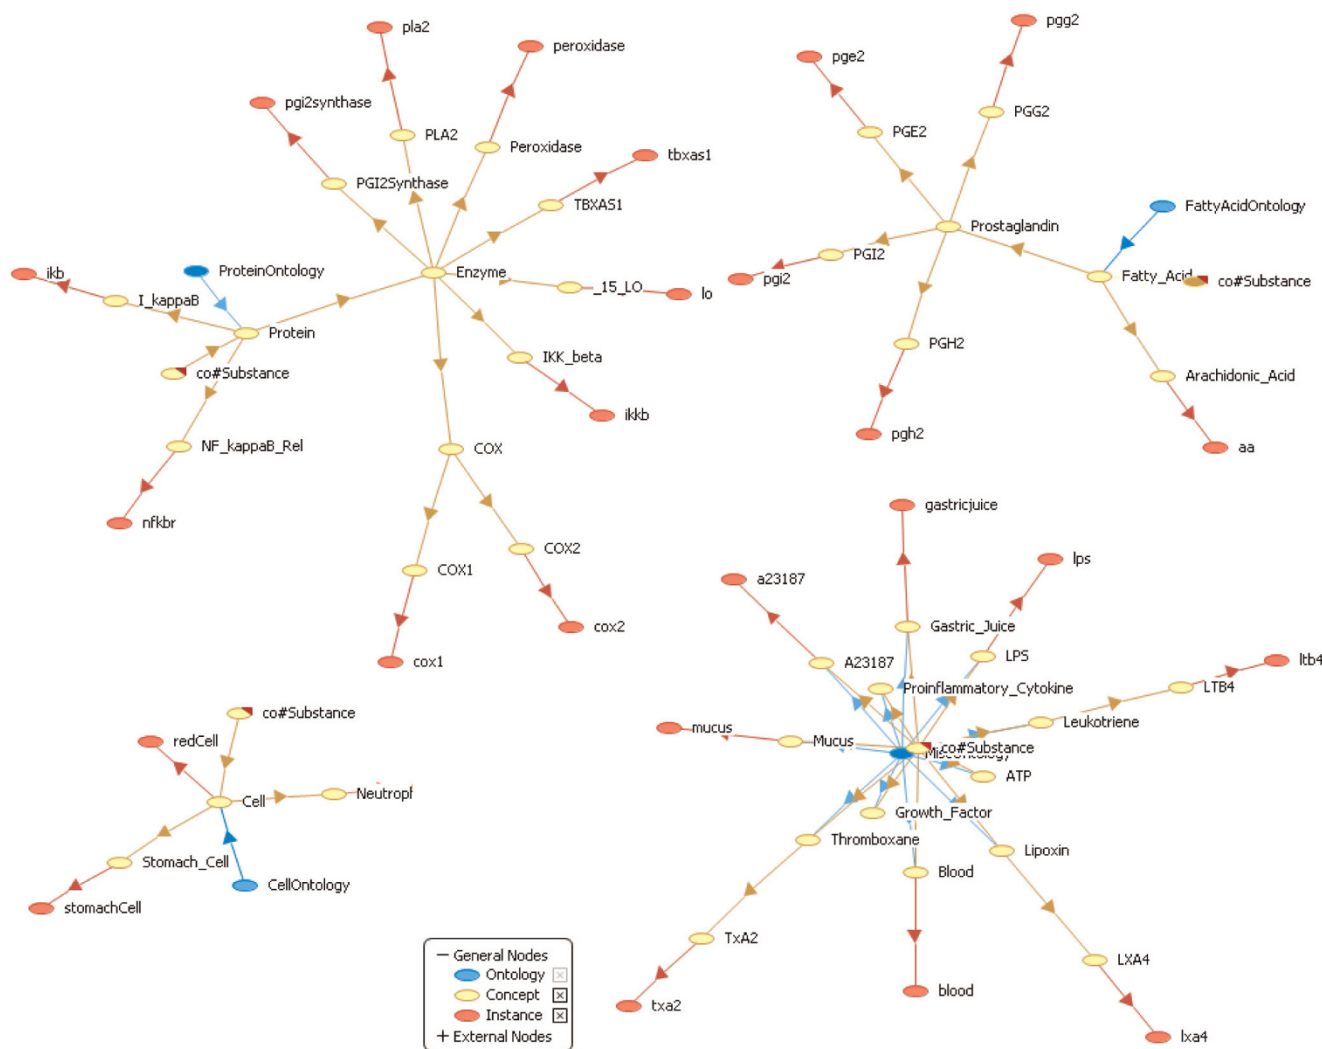 pla2
peroxidase
pgi2synthase
PLA2
Peroxidase
tbxas1
PGI2Synthase
TBXAS1
ikb
ProteinOntology
Enzyme
I_kappaB
_15_LO
lo
Protein
IKK_beta
co#Substance
ikkb
NF_kappaB_Rel
COX
nfkbr
COX2
COX1
cox2
cox1
pgg2
pge2
PGG2
PGE2
FattyAcidOntology
Prostaglandin
PGI2
pgi2
Fatty_Acid
co#Substance
PGH2
Arachidonic_Acid
pgh2
aa
co#Substance
redCell
Cell
Neutropf
Stomach_Cell
CellOntology
stomachCell
gastricjuice
lps
a23187
Gastric_Juice
LPS
A23187
ltb4
Proinflammatory_Cytokine
LTB4
Leukotriene
mucus
Mucus
co#Substance
ATP
Growth_Factor
Thromboxane
Lipoxin
Blood
TxA2
LXA4
txa2
blood
lxa4
General Nodes
Ontology
Concept
Instance
External Nodes